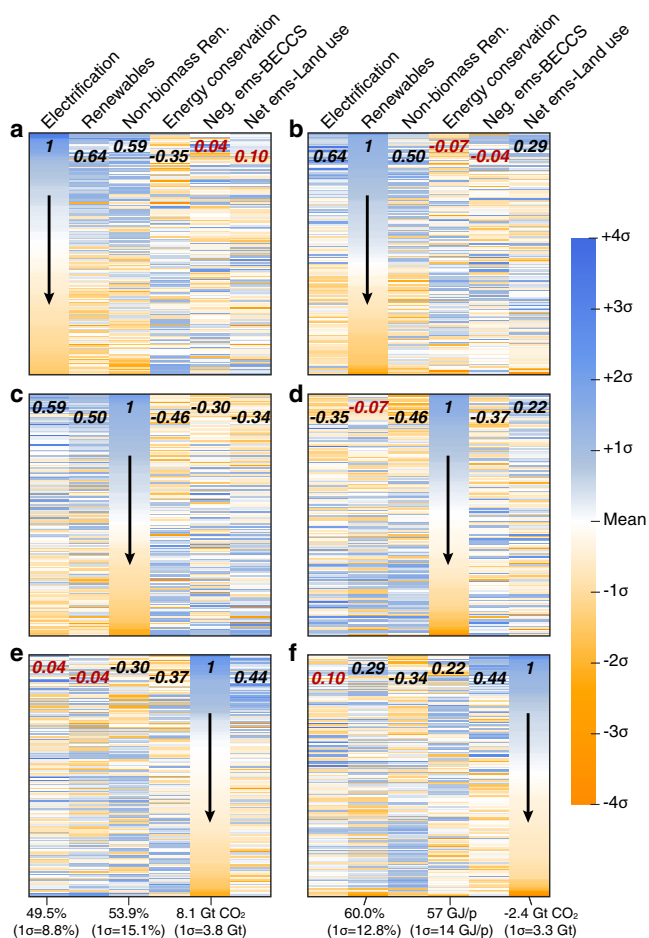 Electrification
Renewables
Non-biomass Ren.
Energy conservation
Neg. ems-BECCS
Net ems-Land use
Electrification
Renewables
Non-biomass Ren.
Energy conservation
Neg. ems-BECCS
Net ems-Land use
a
1
0.64
0.59
-0.35
0.04
0.10
b
0.64
1
0.50
-0.07
-0.04
0.29
c
0.59
0.50
1
-0.46
-0.30
-0.34
d
-0.35
-0.07
-0.46
1
-0.37
0.22
e
0.04
-0.04
-0.30
-0.37
1
0.44
f
0.10
0.29
-0.34
0.22
0.44
1
+4σ
+3σ
+2σ
+1σ
Mean
-1σ
-2σ
-3σ
-4σ
49.5%
(1σ=8.8%)
53.9%
(1σ=15.1%)
8.1 Gt CO₂
(1σ=3.8 Gt)
60.0%
(1σ=12.8%)
57 GJ/p
(1σ=14 GJ/p)
-2.4 Gt CO₂
(1σ=3.3 Gt)